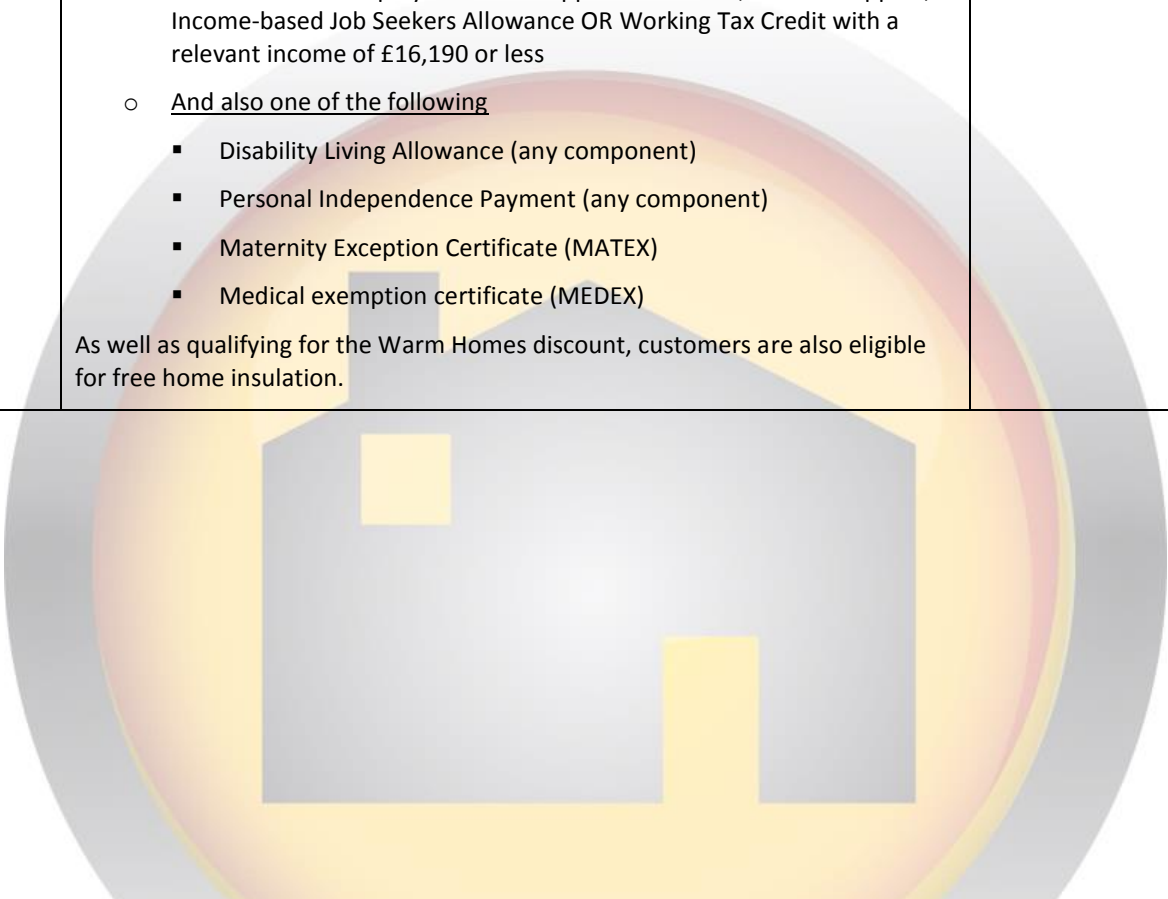 Income-based Job Seekers Allowance OR Working Tax Credit with a
relevant income of £16,190 or less
o And also one of the following
▪ Disability Living Allowance (any component)
▪ Personal Independence Payment (any component)
▪ Maternity Exception Certificate (MATEX)
▪ Medical exemption certificate (MEDEX)
As well as qualifying for the Warm Homes discount, customers are also eligible
for free home insulation.